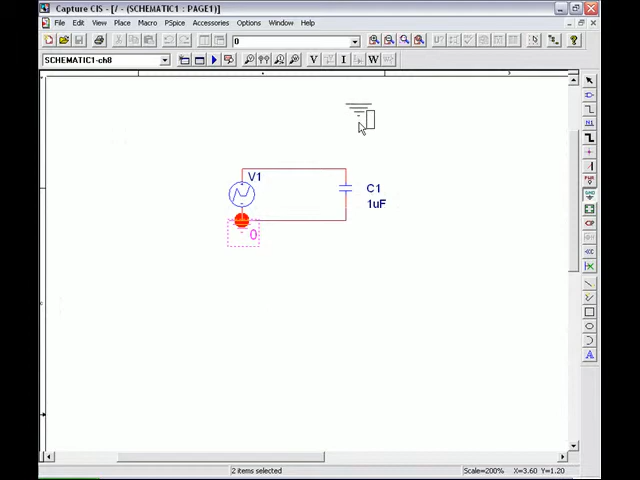 Capture CIS - [/ - (SCHEMATIC1 : PAGE1)]
File Edit View Place Macro PSpice Accessories Options Window Help
0
SCHEMATIC1-ch8
V I W
V1
C1
1uF
0
2 items selected Scale=200% X=3.60 Y=1.20